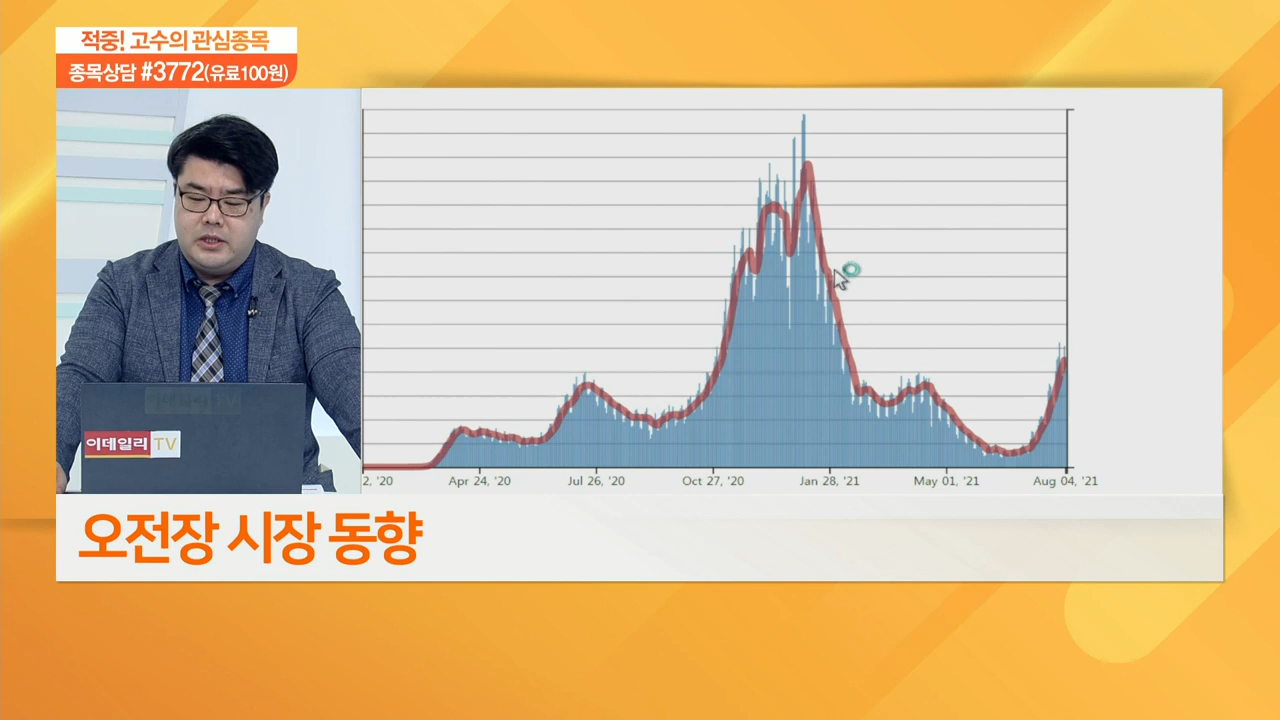 적중! 고수의 관심종목
종목상담 #3772(유료100원)
이데일리TV
2, '20
Apr 24, '20
Jul 26, '20
Oct 27, '20
Jan 28, '21
May 01, '21
Aug 04, '21
오전장 시장 동향